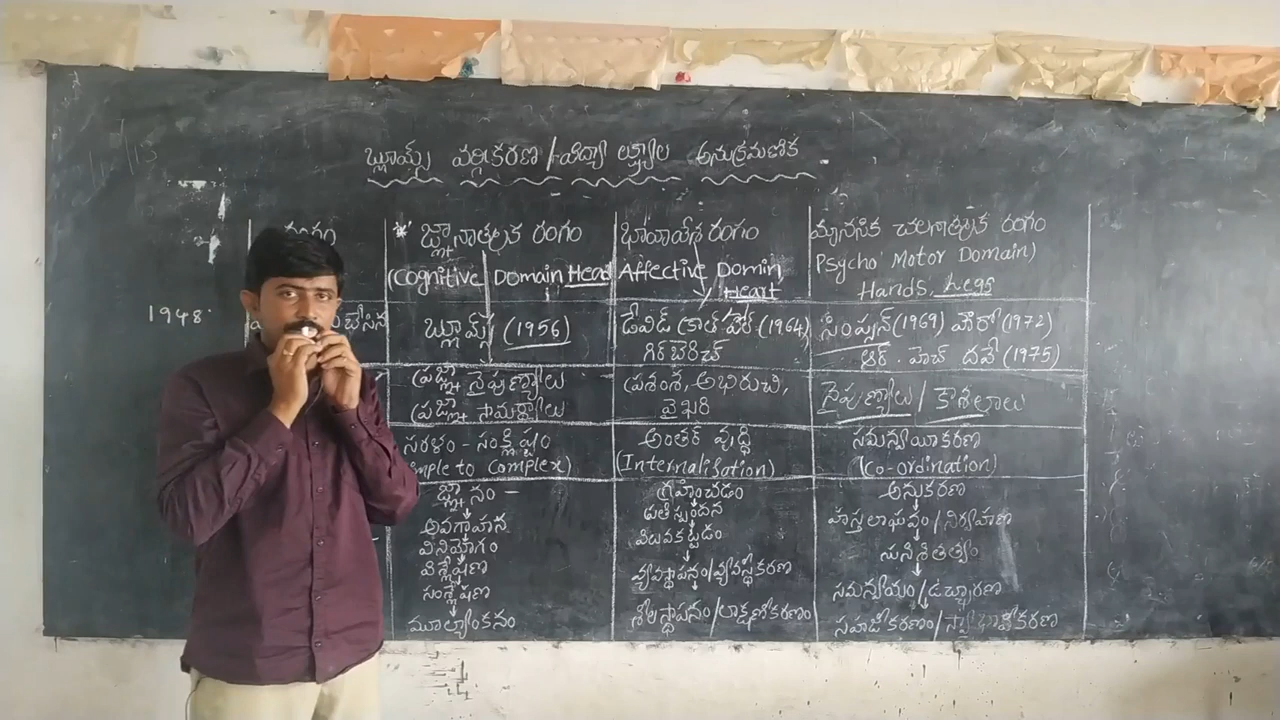 బ్లూమ్స్ వర్గీకరణ / విద్యా లక్ష్యాల అనుక్రమణిక
రంగం
* జ్ఞానాత్మక రంగం
(Cognitive Domain Head
భావావేశ రంగం
Affective Domin,
Heart
మానసిక చలనాత్మక రంగం
Psycho Motor Domain)
Hands, Legs
1948.
చేసిన
బ్లూమ్స్ (1956)
డేవిడ్ క్రాత్ హోల్ (1964)
సింప్సన్ (1969) హారో (1972)
ఆర్. హెచ్ దవే (1975)
ప్రజ్ఞా నైపుణ్యాలు
ప్రజ్ఞా సామర్థ్యాలు
ప్రశంస, అభిరుచి,
వైఖరి
నైపుణ్యాలు / కౌశలాలు
సరళం - సంక్లిష్టం
mple to complex)
అంతర్ వృద్ధి
(Internalisation)
సమన్వయీకరణ
(Co-ordination)
జ్ఞానం -
అవగాహన
వినియోగం
విశ్లేషణ
సంశ్లేషణ
మూల్యాంకనం
గ్రహించడం
ప్రతిస్పందన
విలువకట్టడం
వ్యవస్థాపనం/వ్యవస్థీకరణ
శీలస్థాపనం/లాక్షణీకరణం
అనుకరణ
హస్తలాఘవం/నిర్వహణ
సునిశితత్వం
సమన్వయం/ఉచ్చారణ
సహజీకరణం/స్వాభావీకరణ